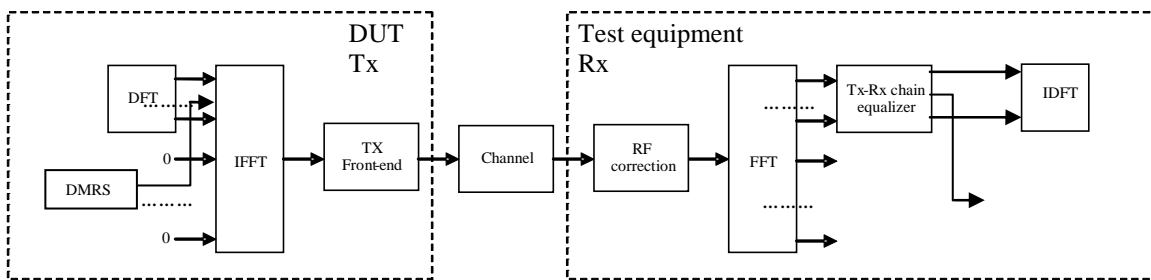 DUT
Tx
Test equipment
Rx
DFT
………
0
DMRS
………
0
IFFT
TX
Front-end
Channel
RF
correction
FFT
………
………
Tx-Rx chain
equalizer
IDFT